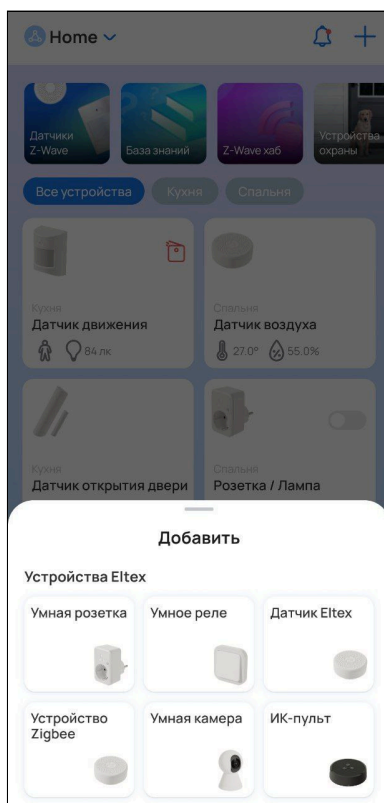 Home
Датчики
Z-Wave
База знаний
Z-Wave хаб
Устройства
охраны
Все устройства
Кухня
Спальня
Кухня
Датчик движения
84 лк
Спальня
Датчик воздуха
27.0°
55.0%
Кухня
Датчик открытия двери
Спальня
Розетка / Лампа
Добавить
Устройства Eltex
Умная розетка
Умное реле
Датчик Eltex
Устройство
Zigbee
Умная камера
ИК-пульт